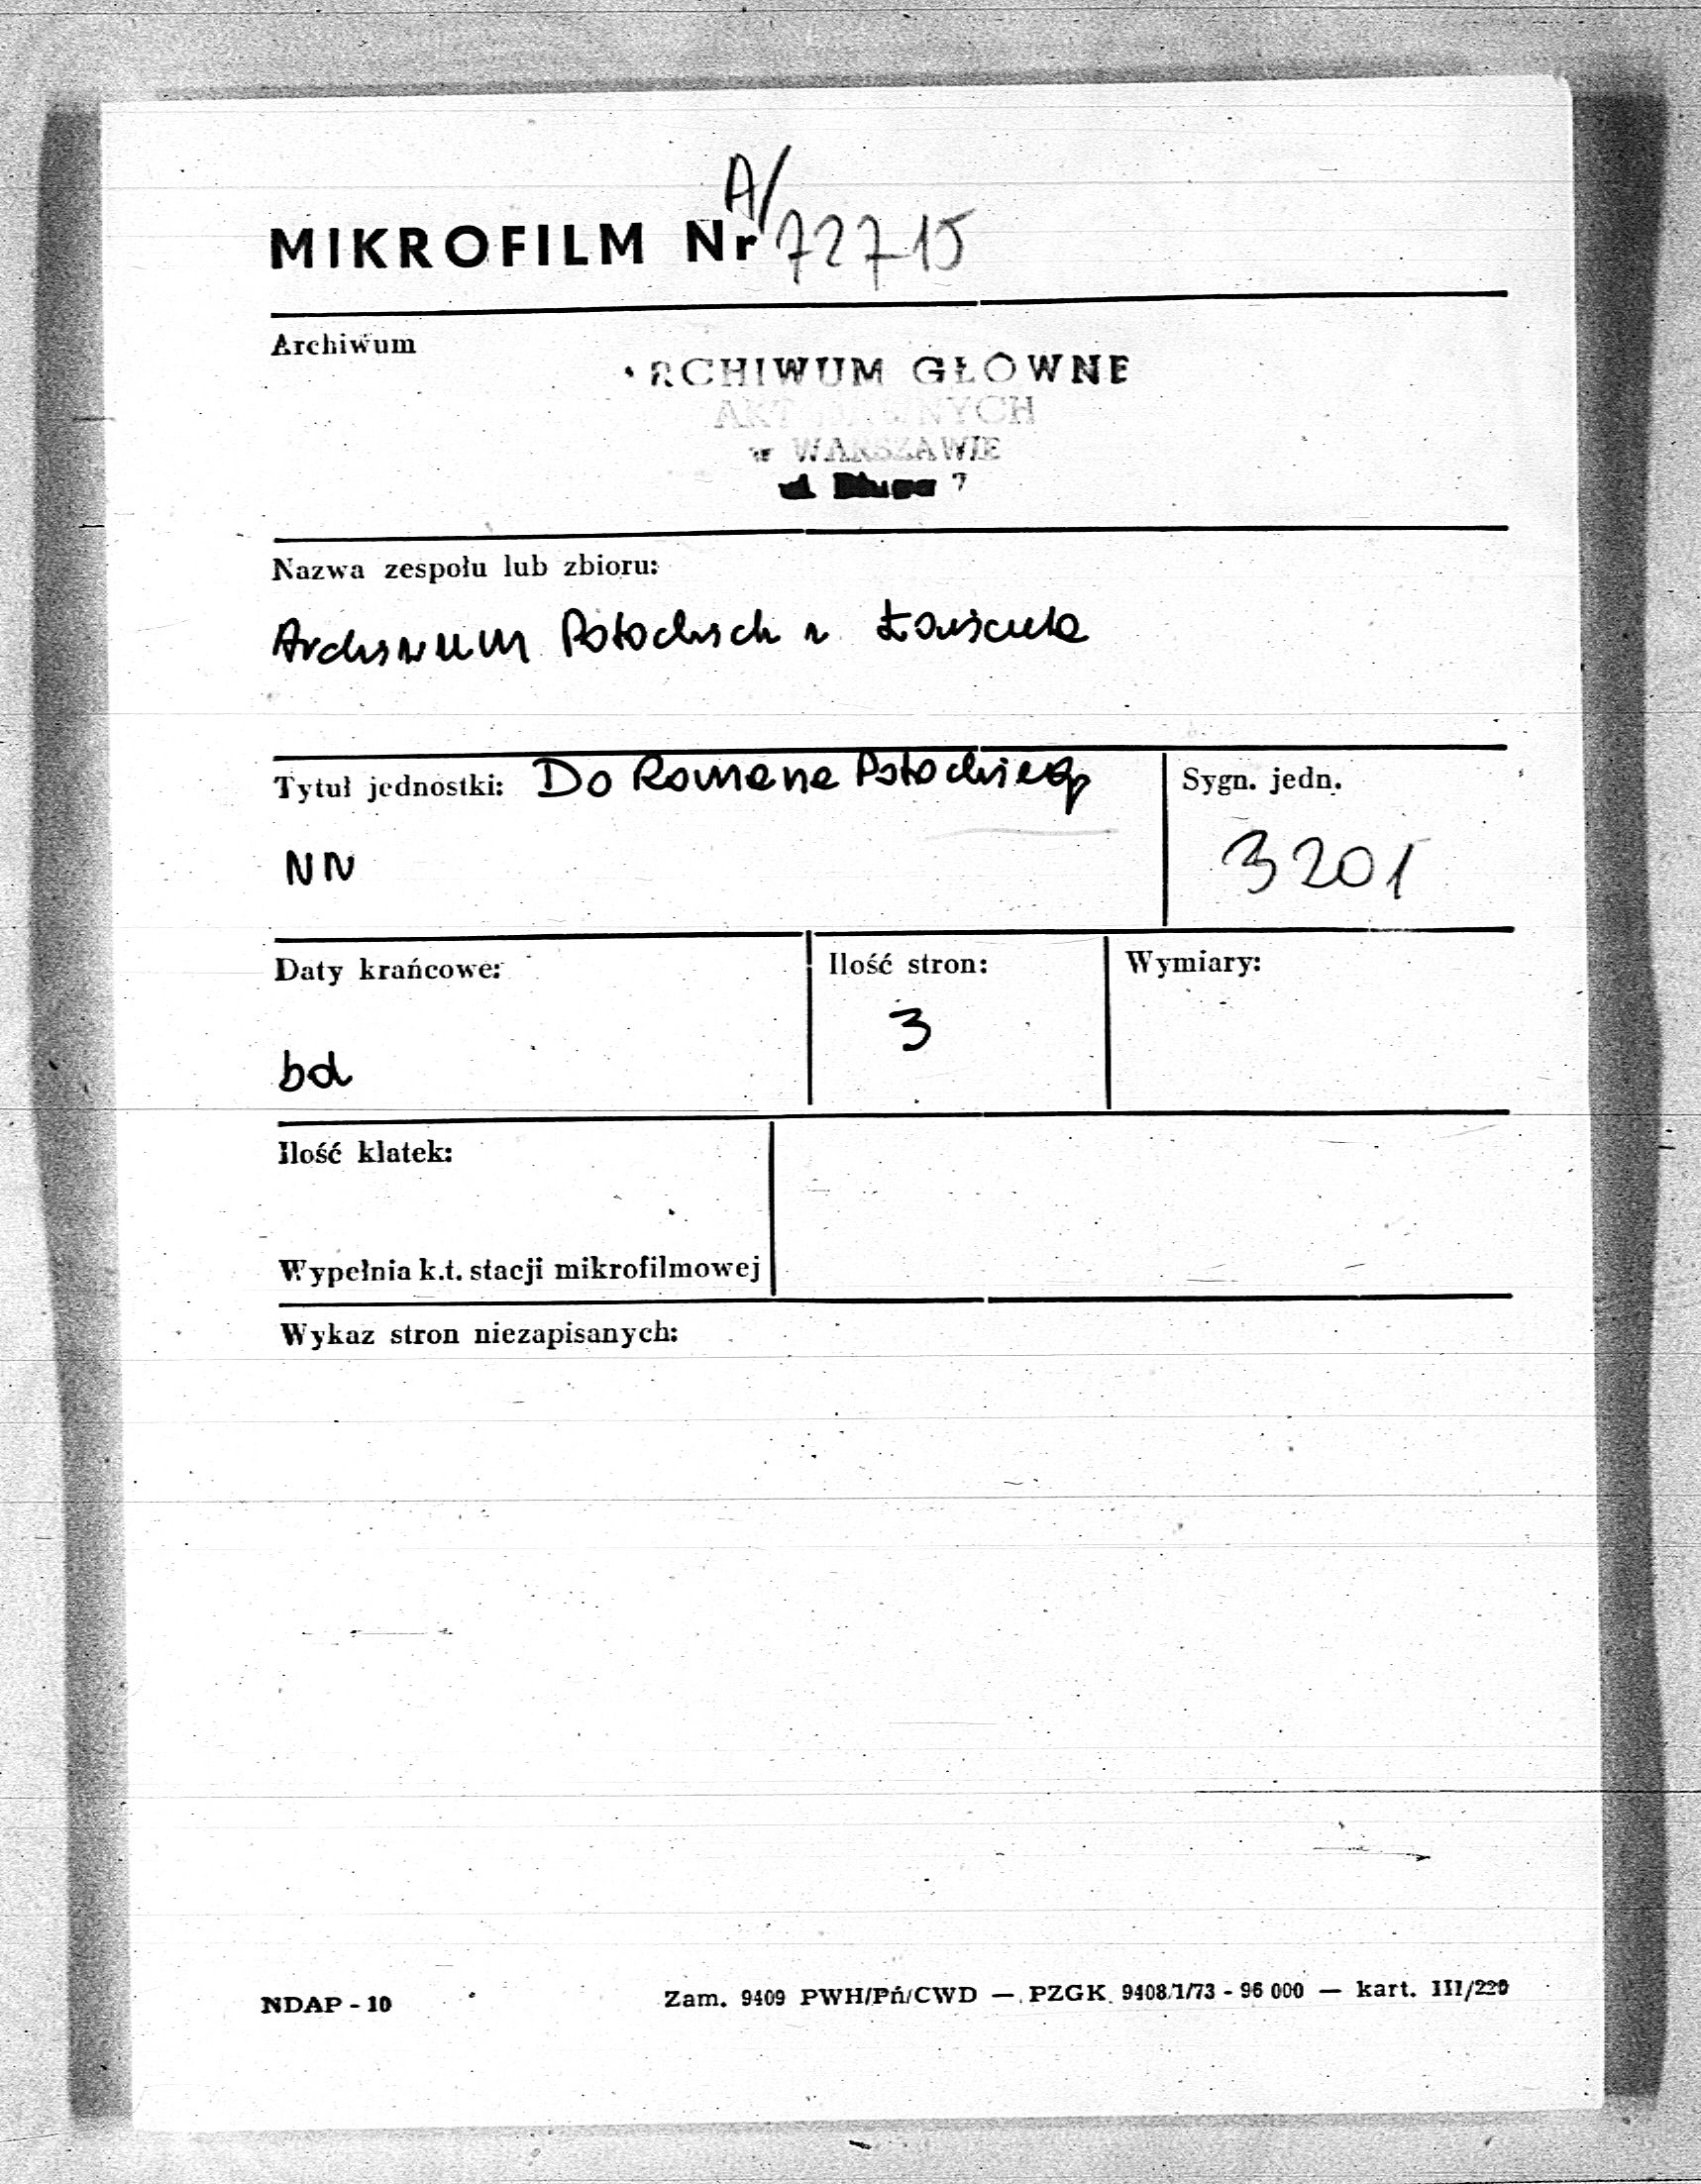 MIKROFILM Nr A/72715
Archiwum
ARCHIWUM GŁÓWNE
AKT DAWNYCH
w WARSZAWIE
ul. Długa 7
Nazwa zespołu lub zbioru:
Archiwum Potockich z Łańcuta
Tytuł jednostki: Do Romana Potockiego
Sygn. jedn.
NN
3201
Daty krańcowe:
Ilość stron:
Wymiary:
3
bd
Ilość klatek:
Wypełnia k.t. stacji mikrofilmowej
Wykaz stron niezapisanych:
NDAP - 10
Zam. 9409 PWH/Pń/CWD — PZGK 9408/1/73 - 96 000 — kart. III/220